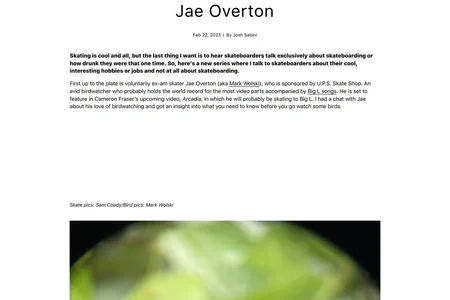 Jae Overton
Feb 22, 2023 | By Josh Sabini
Skating is cool and all, but the last thing I want is to hear skateboarders talk exclusively about skateboarding or
how drunk they were that one time. So, here's a new series where I talk to skateboarders about their cool,
interesting hobbies or jobs and not at all about skateboarding.
First up to the plate is voluntarily ex-am skater Jae Overton (aka Mark Wolski), who is sponsored by U.P.S. Skate Shop. An
avid birdwatcher who probably holds the world record for the most video parts accompanied by Big L songs. He is set to
feature in Cameron Fraser's upcoming video, Arcadia, in which he will probably be skating to Big L. I had a chat with Jae
about his love of birdwatching and got an insight into what you need to know before you go watch some birds.
Skate pics: Sam Coady/Bird pics: Mark Wolski